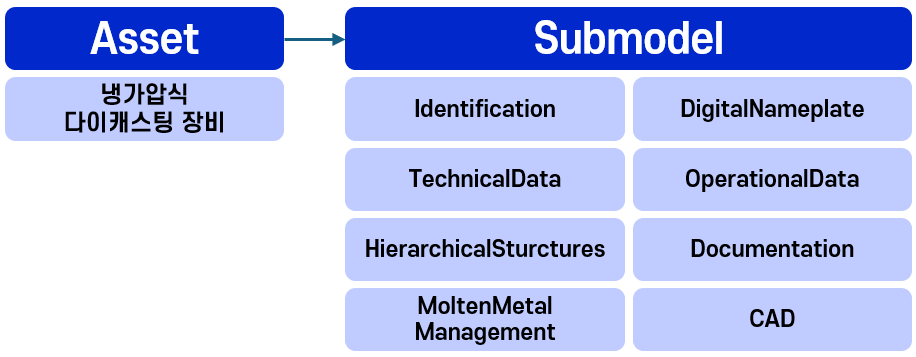 Asset
Submodel
냉가압식
다이캐스팅 장비
Identification
DigitalNameplate
TechnicalData
OperationalData
HierarchicalSturctures
Documentation
MoltenMetal
Management
CAD